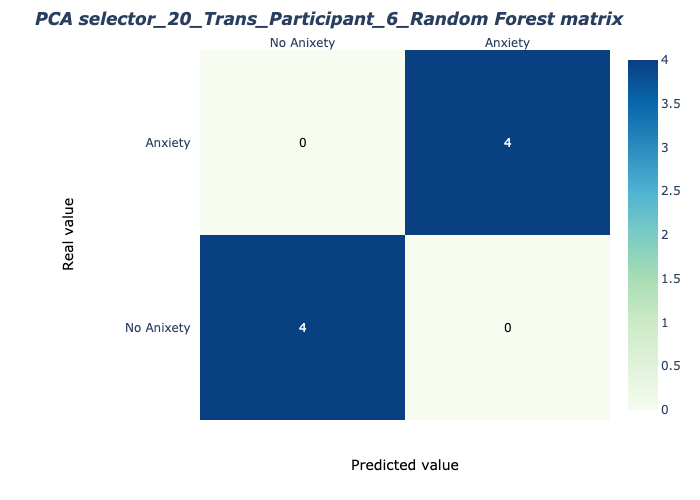 PCA selector_20_Trans_Participant_6_Random Forest matrix
No Anixety
Anxiety
4
3.5
3
2.5
2
1.5
1
0.5
0
Anxiety
0
4
Real value
No Anixety
4
0
Predicted value